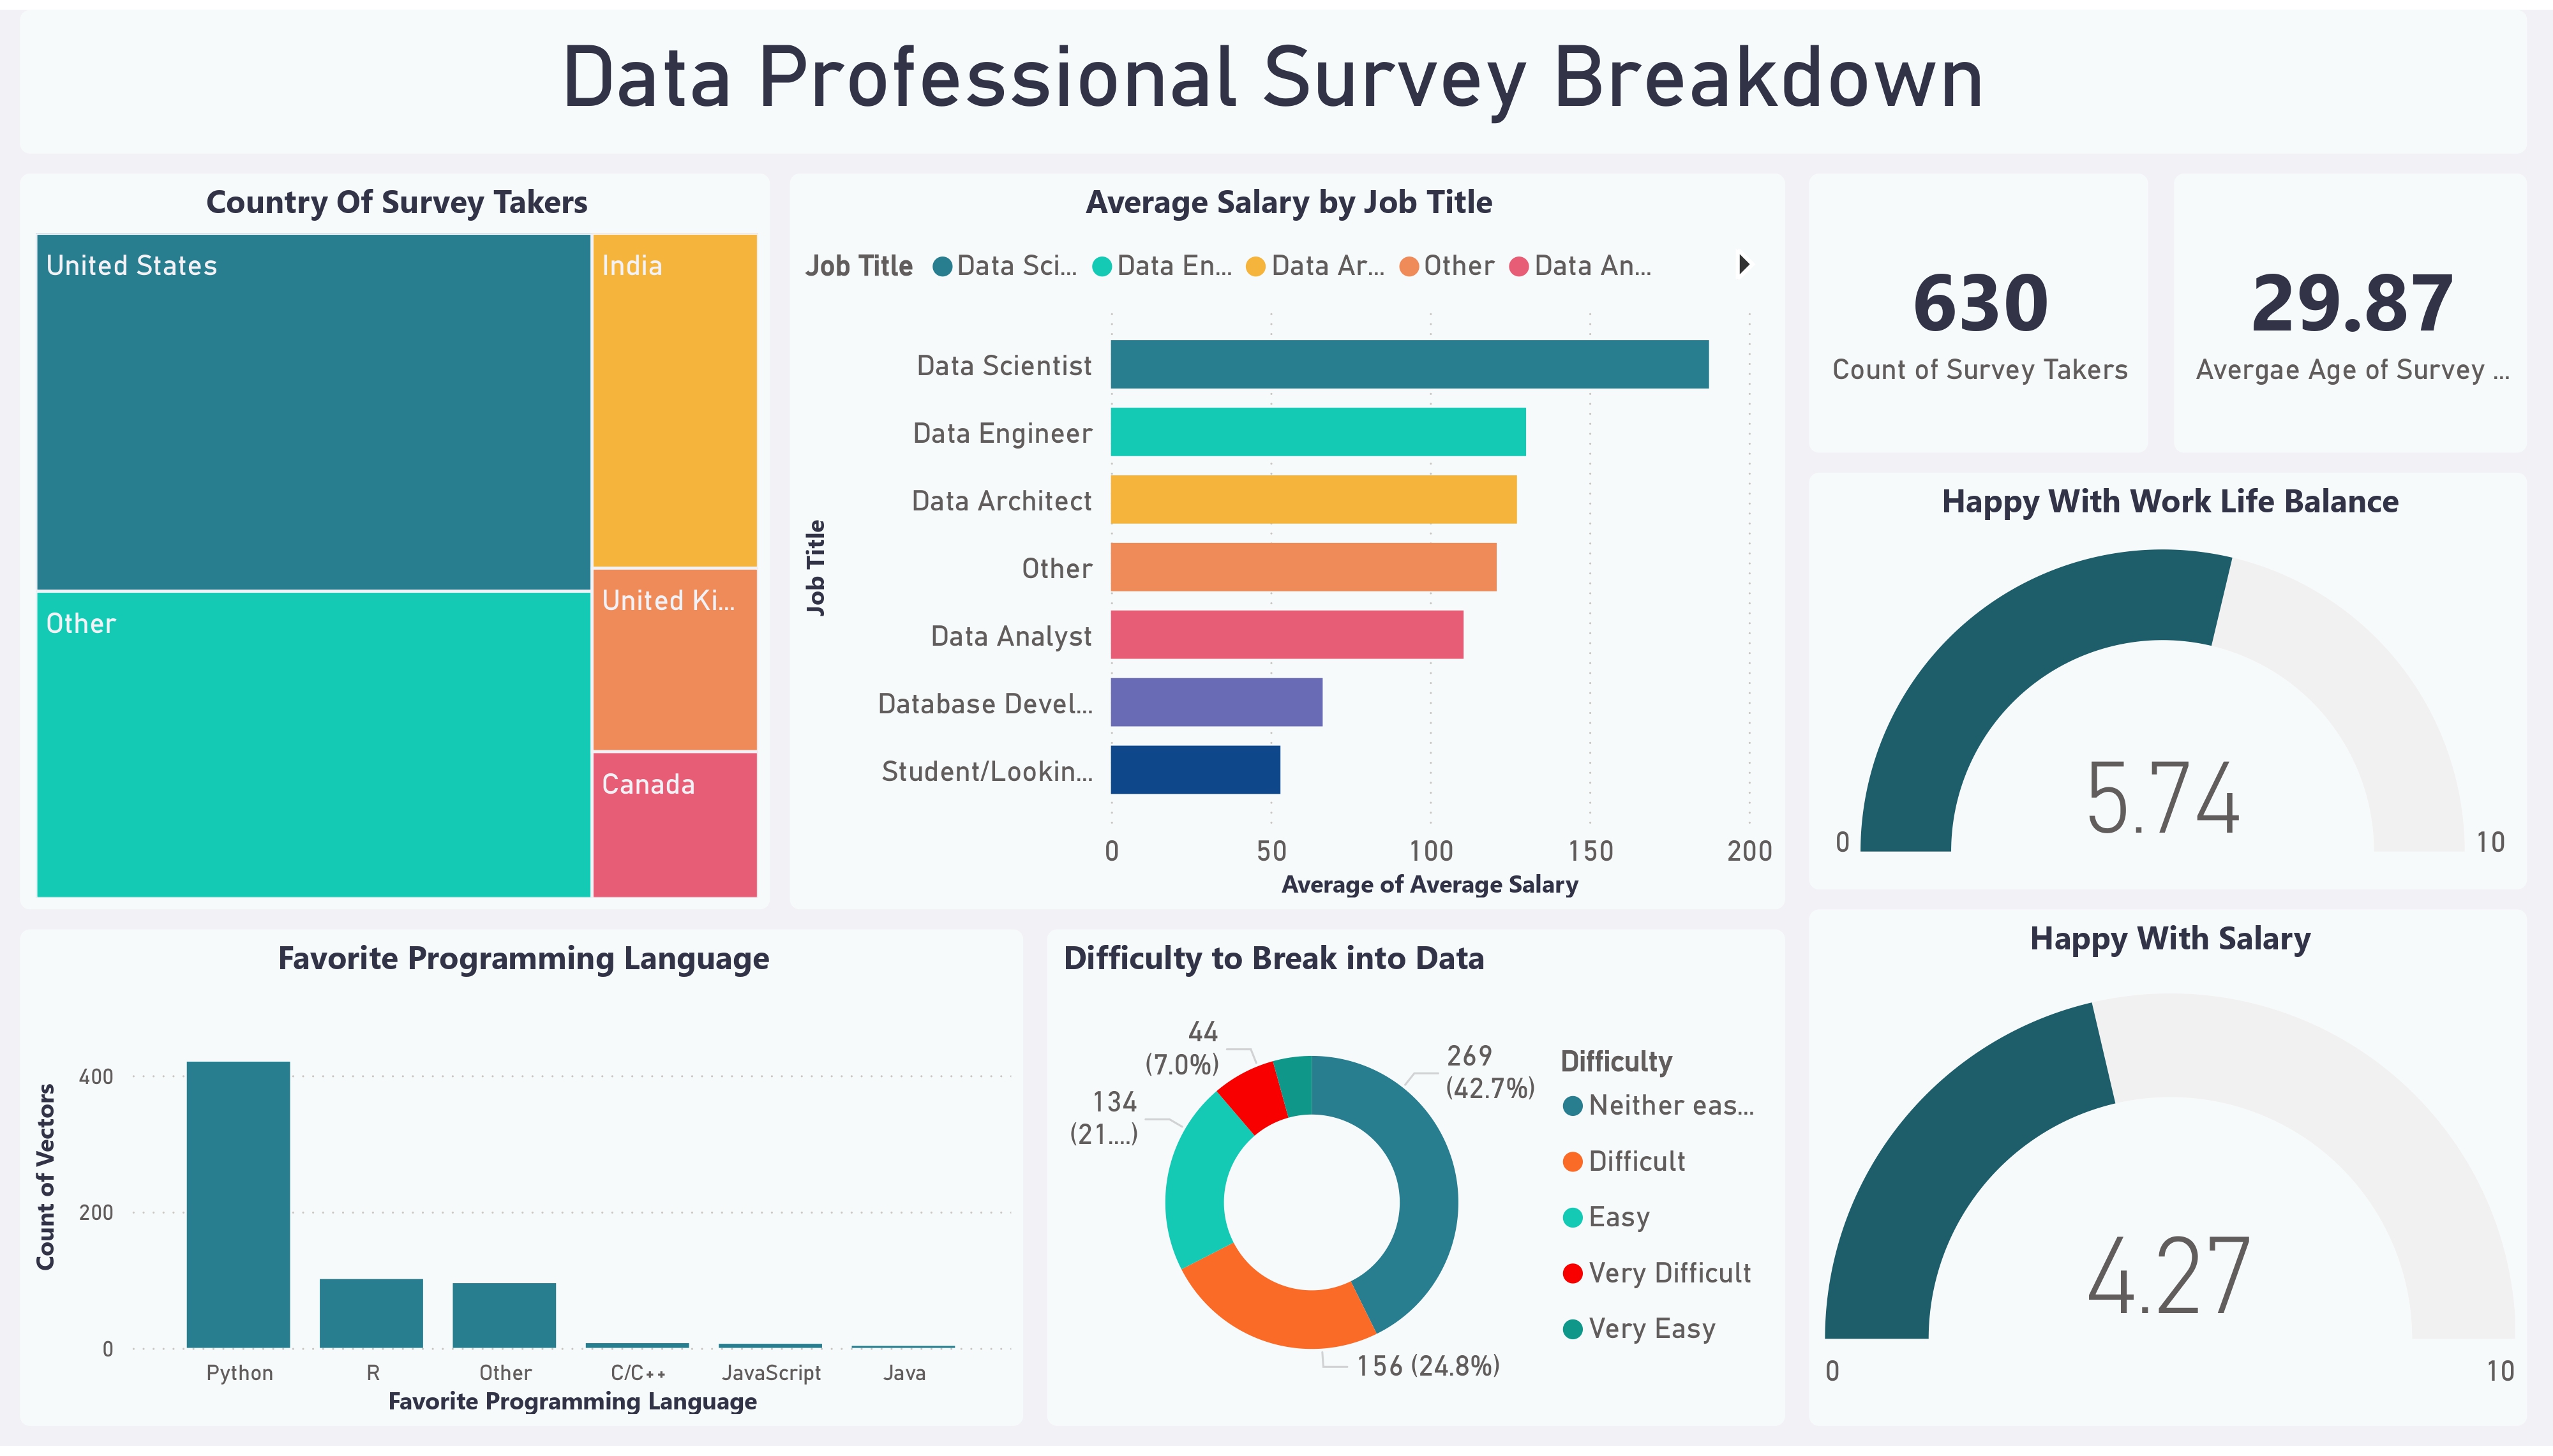 Data Professional Survey Breakdown
Country Of Survey Takers
United States
India
Other
United Ki...
Canada
Average Salary by Job Title
Job Title Data Sci... Data En... Data Ar... Other Data An...
Job Title
Data Scientist
Data Engineer
Data Architect
Other
Data Analyst
Database Devel...
Student/Lookin...
0 50 100 150 200
Average of Average Salary
630
Count of Survey Takers
29.87
Avergae Age of Survey ...
Happy With Work Life Balance
5.74
0 10
Favorite Programming Language
Count of Vectors
400
200
0
Python R Other C/C++ JavaScript Java
Favorite Programming Language
Difficulty to Break into Data
44
(7.0%)
269
(42.7%)
134
(21....)
156 (24.8%)
Difficulty
Neither eas...
Difficult
Easy
Very Difficult
Very Easy
Happy With Salary
4.27
0 10